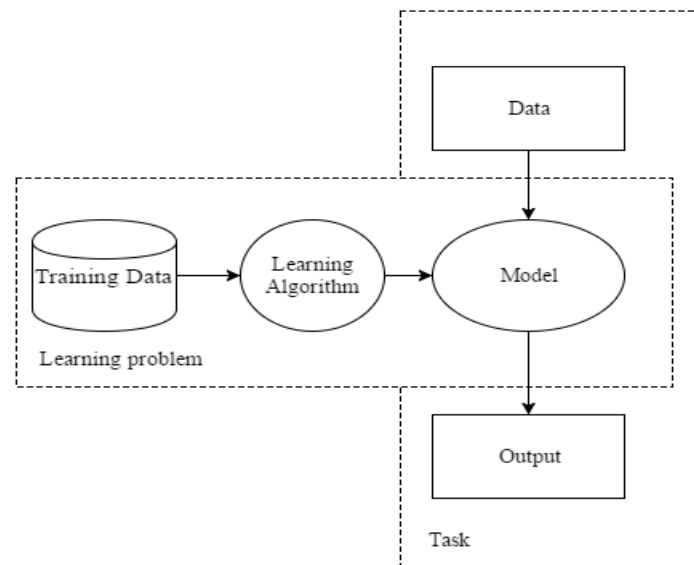 Data
Training Data
Learning
Algorithm
Model
Learning problem
Output
Task